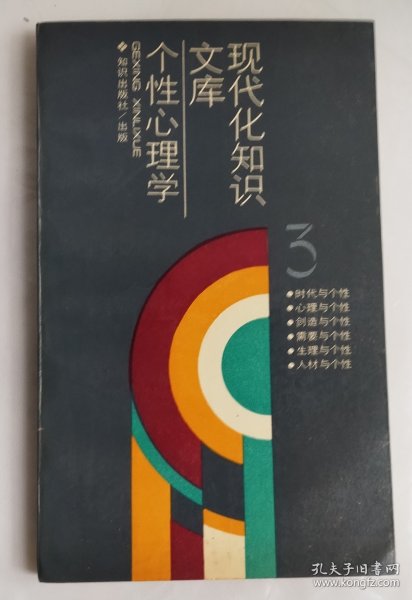 现代化知识
文库
个性心理学
GEXING XINLIXUE
知识出版社/出版
3
•时代与个性
•心理与个性
•创造与个性
•需要与个性
•生理与个性
•人材与个性
孔夫子旧书网
www.kongfz.com